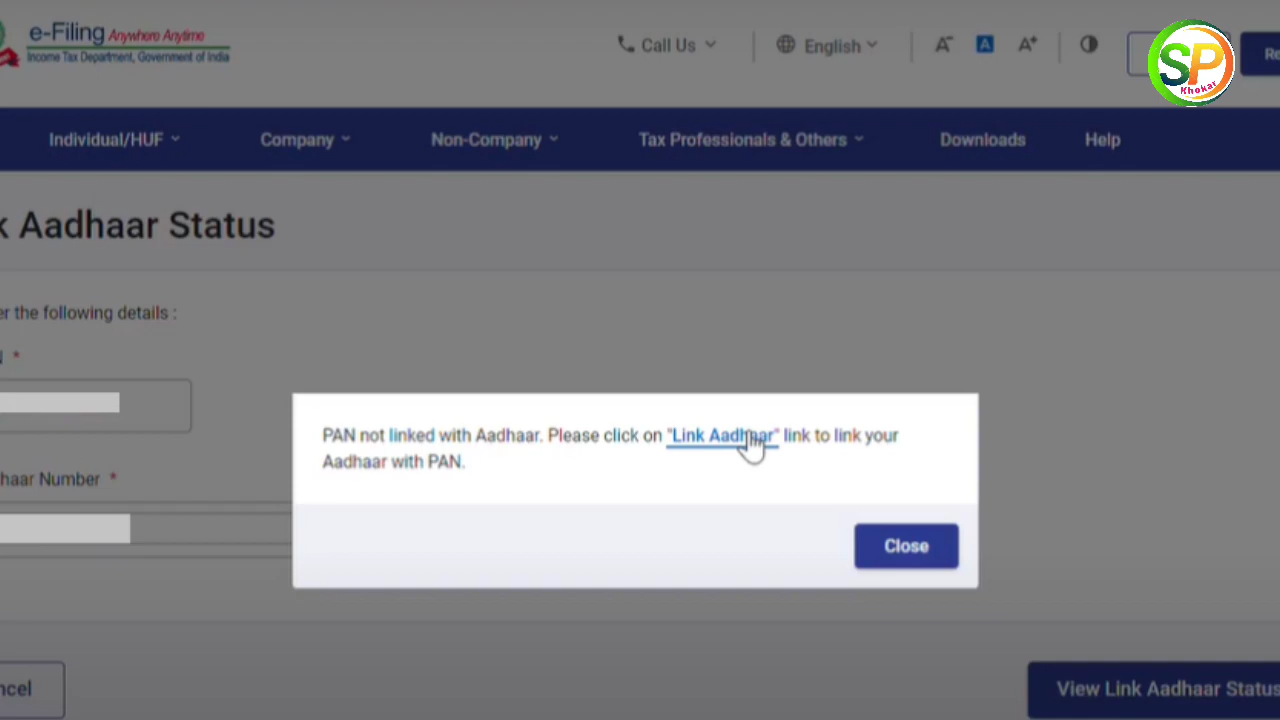 e-Filing Anywhere Anytime
Income Tax Department, Government of India
Call Us
English
A-
A
A+
Re
SP
Khokar
Individual/HUF
Company
Non-Company
Tax Professionals & Others
Downloads
Help
k Aadhaar Status
er the following details :
*
haar Number *
PAN not linked with Aadhaar. Please click on "Link Aadhaar" link to link your
Aadhaar with PAN.
Close
ncel
View Link Aadhaar Status